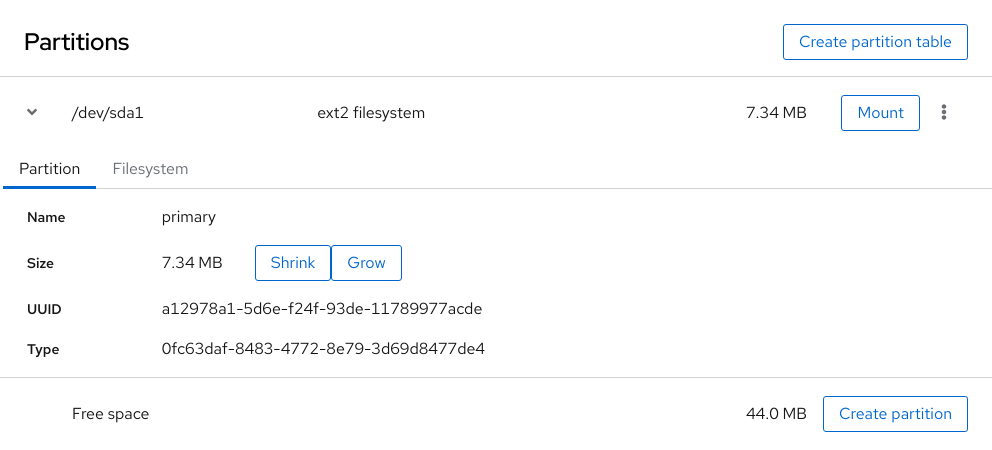 Partitions
Create partition table
/dev/sda1 ext2 filesystem 7.34 MB Mount
Partition Filesystem
Name primary
Size 7.34 MB Shrink Grow
UUID a12978a1-5d6e-f24f-93de-11789977acde
Type 0fc63daf-8483-4772-8e79-3d69d8477de4
Free space 44.0 MB Create partition